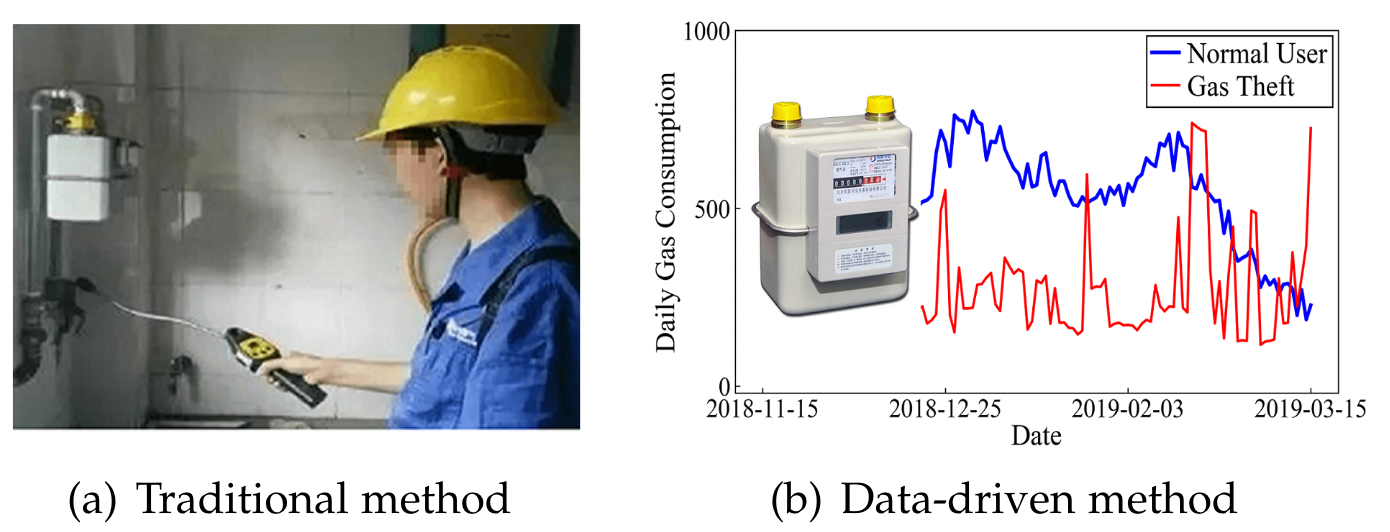 1000
Normal User
Gas Theft
Daily Gas Consumption
500
0
2018-11-15
2018-12-25
2019-02-03
2019-03-15
Date
(a) Traditional method
(b) Data-driven method